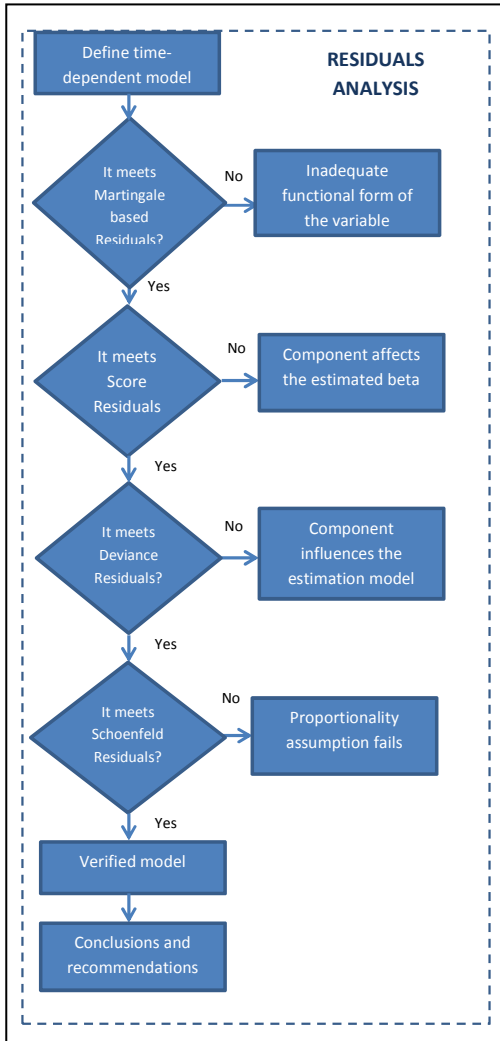 Define time-
dependent model
RESIDUALS
ANALYSIS
It meets
Martingale
based
Residuals?
No
Inadequate
functional form of
the variable
Yes
It meets
Score
Residuals
No
Component affects
the estimated beta
Yes
It meets
Deviance
Residuals?
No
Component
influences the
estimation model
Yes
It meets
Schoenfeld
Residuals?
No
Proportionality
assumption fails
Yes
Verified model
Conclusions and
recommendations